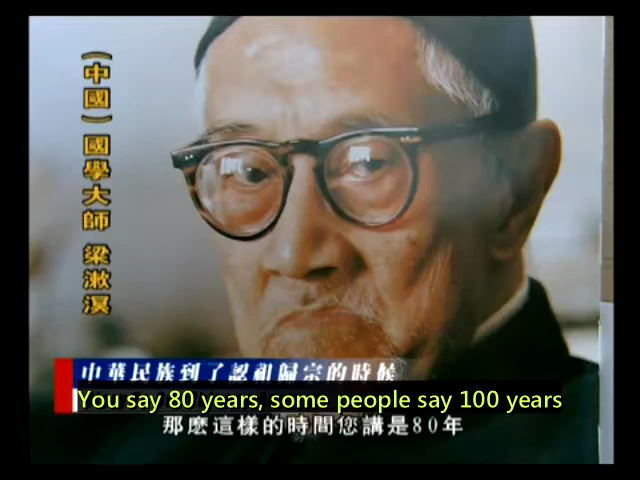 (中國) 國學大師 梁漱溟
中華民族到了認祖歸宗的時候
You say 80 years, some people say 100 years
那麼這樣的時間您講是80年